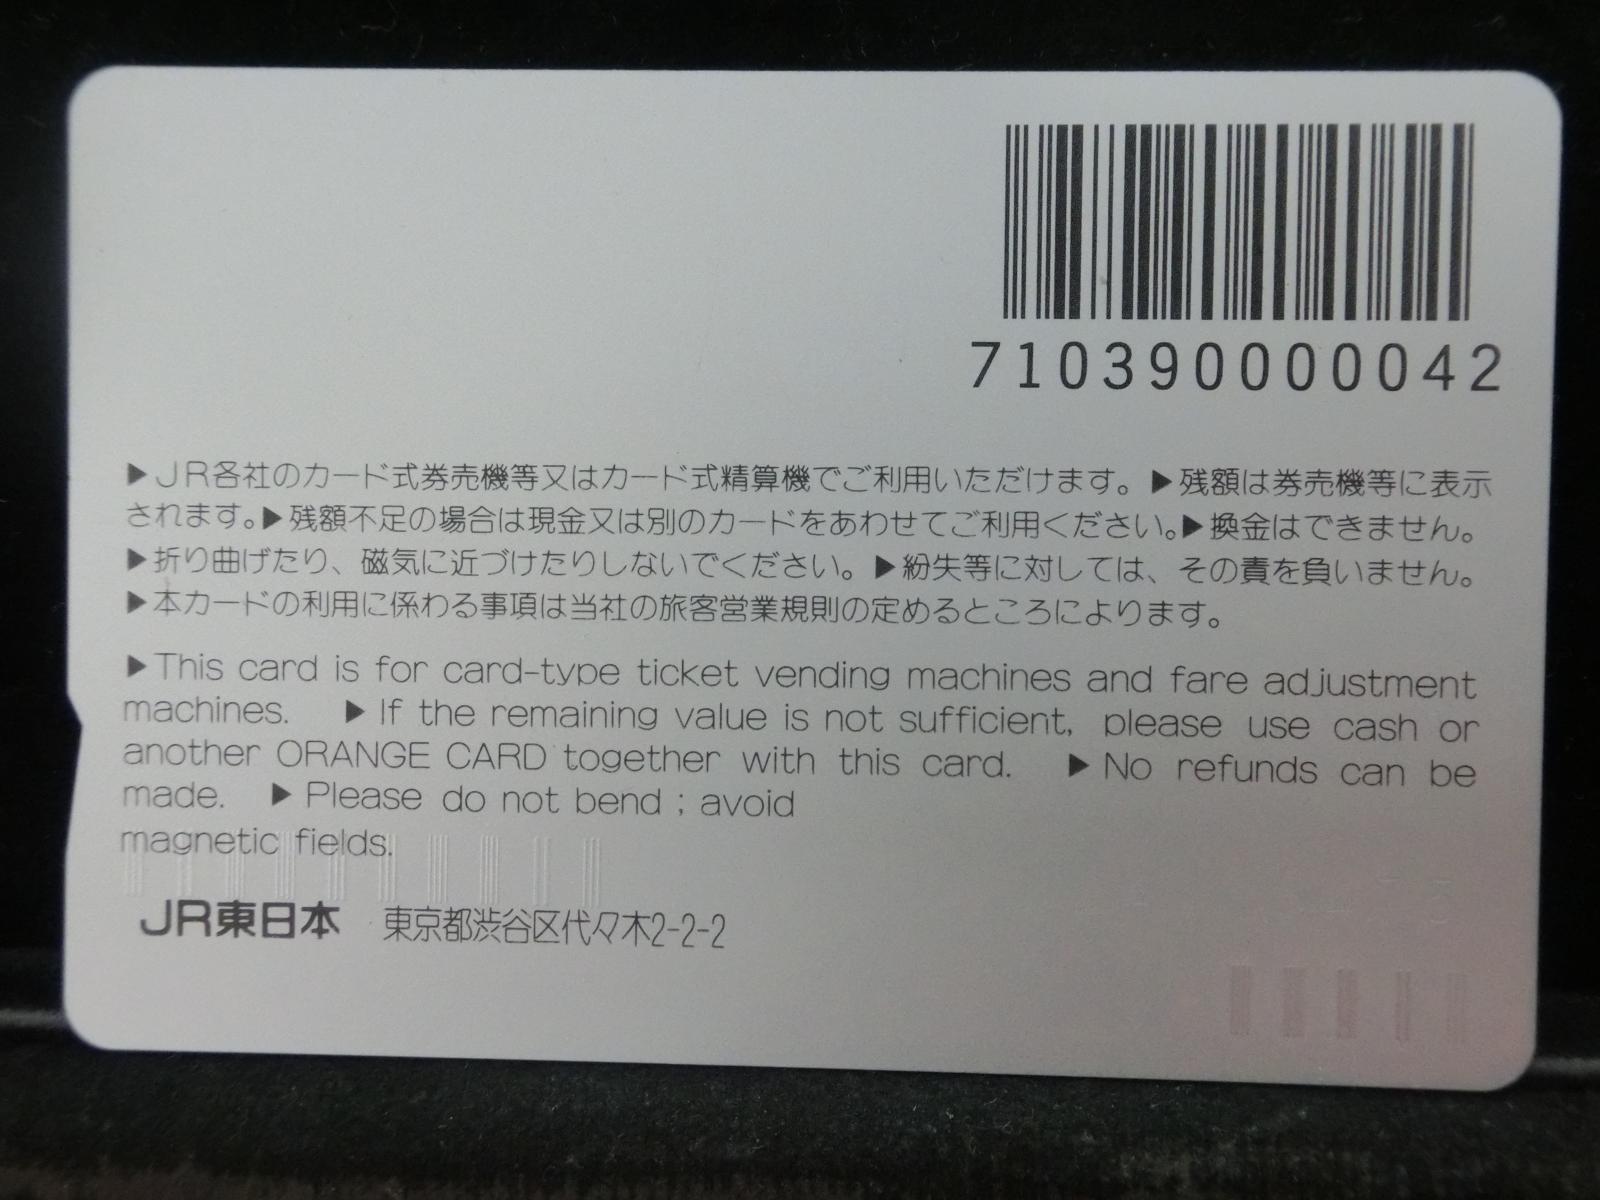 710390000042
▶JR各社のカード式券売機等又はカード式精算機でご利用いただけます。▶残額は券売機等に表示
されます。▶残額不足の場合は現金又は別のカードをあわせてご利用ください。▶換金はできません。
▶折り曲げたり、磁気に近づけたりしないでください。▶紛失等に対しては、その責を負いません。
▶本カードの利用に係わる事項は当社の旅客営業規則の定めるところによります。
▶This card is for card-type ticket vending machines and fare adjustment
machines. ▶If the remaining value is not sufficient, please use cash or
another ORANGE CARD together with this card. ▶No refunds can be
made. ▶Please do not bend ; avoid
magnetic fields.
JR東日本 東京都渋谷区代々木2-2-2